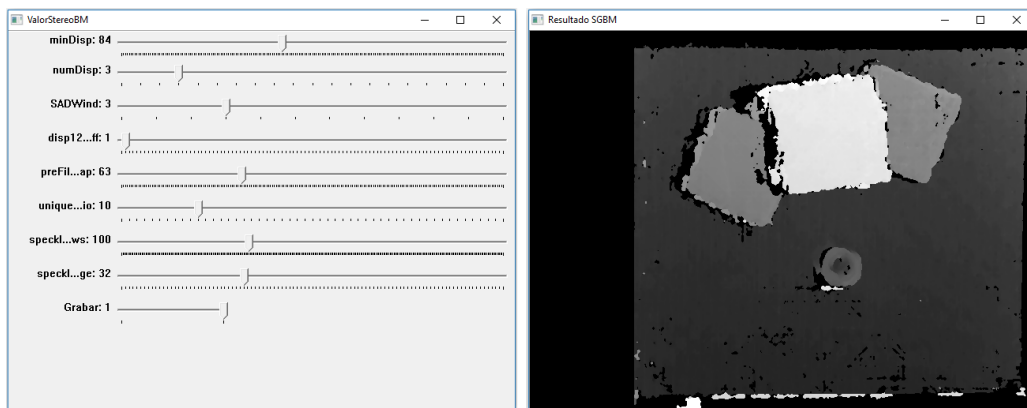 ValorStereoBM
minDisp: 84
numDisp: 3
SADWind: 3
disp12...ff: 1
preFil...ap: 63
unique...io: 10
speckl...ws: 100
speckl...ge: 32
Grabar: 1
Resultado SGBM